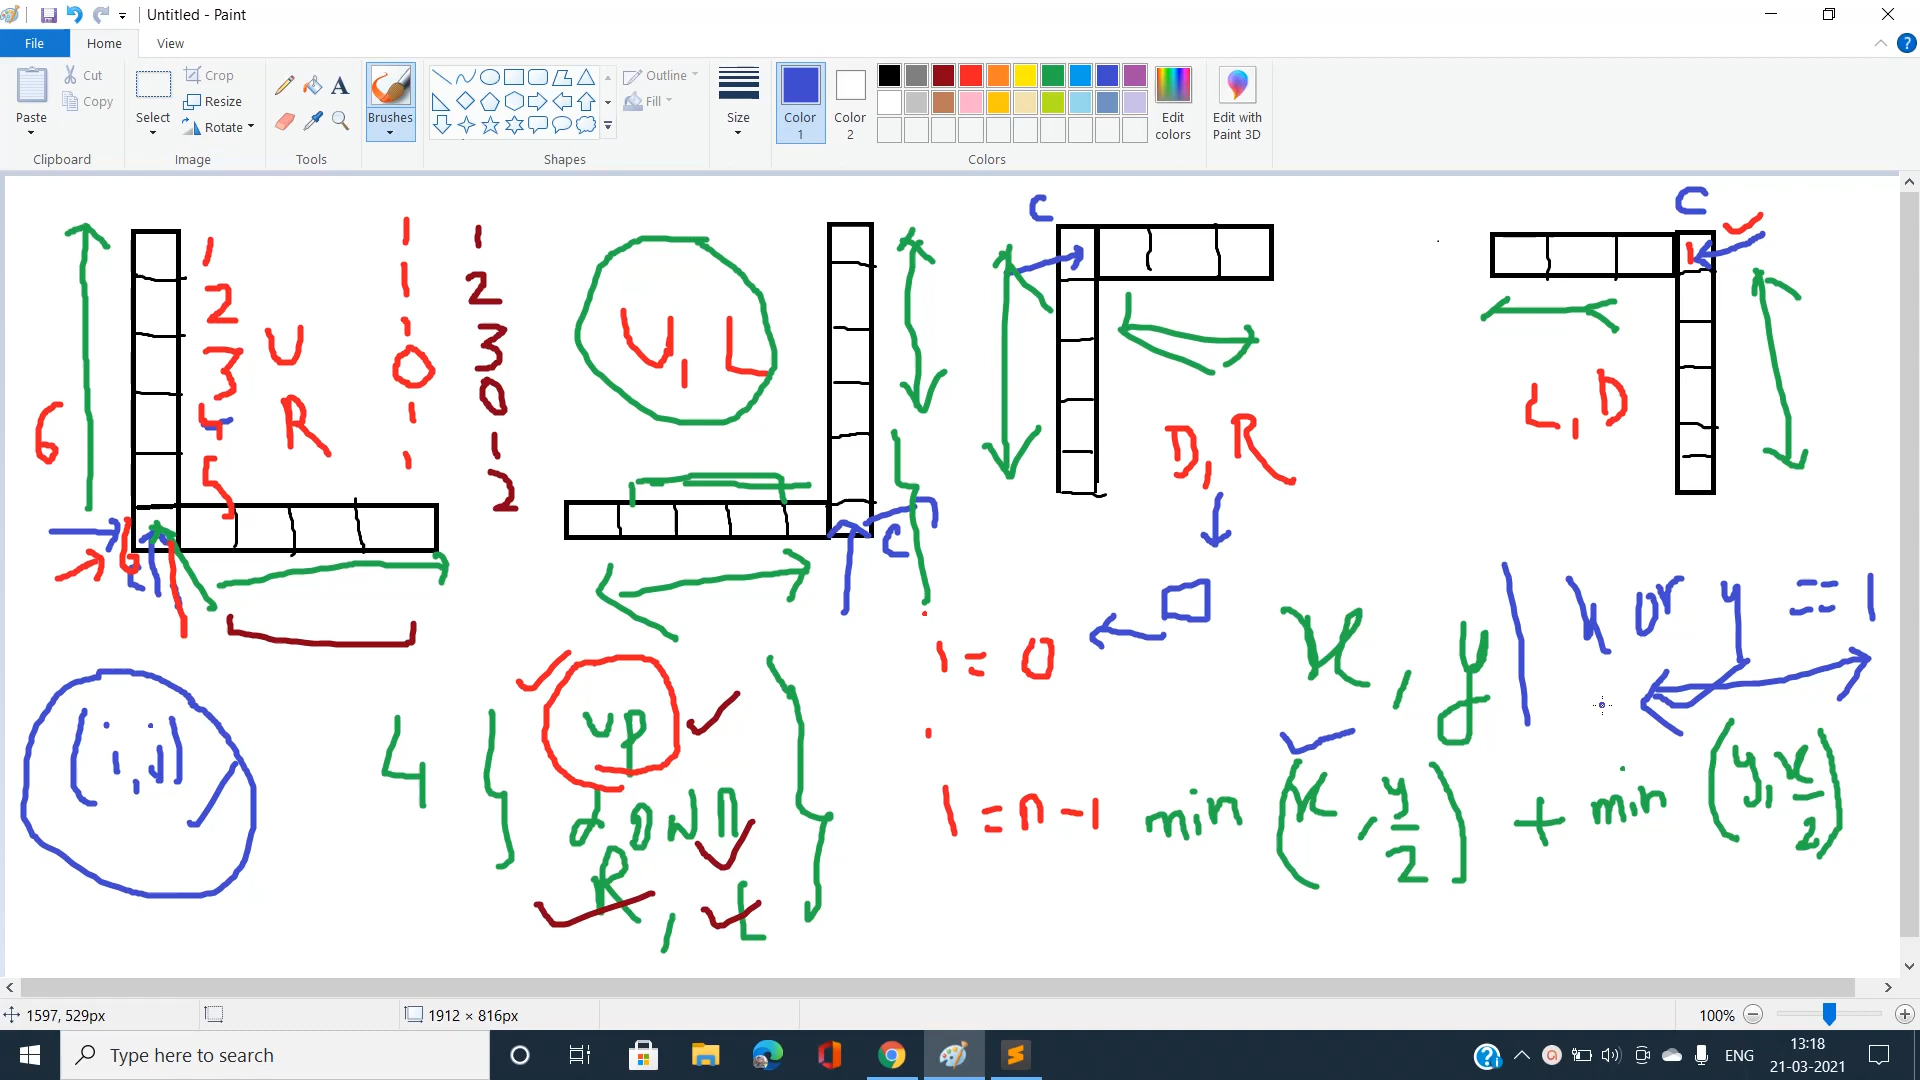 Untitled - Paint
File Home View
Paste
Cut
Copy
Clipboard
Select
Crop
Resize
Rotate
Image
Tools
Brushes
Shapes
Outline
Fill
Size
Color 1
Color 2
Edit colors
Colors
Edit with Paint 3D
1
2
3
4
5
6
6
U
R
1
1
1
0
1
1
1
2
3
0
1
2
U, L
C
C
D, R
C
L, D
(i, j)
4
up
down
R, L
i = 0
i = n - 1
x, y
x or y == 1
min (x, y/2) + min (y, x/2)
1597, 529px
1912 × 816px
100%
Type here to search
ENG
13:18
21-03-2021